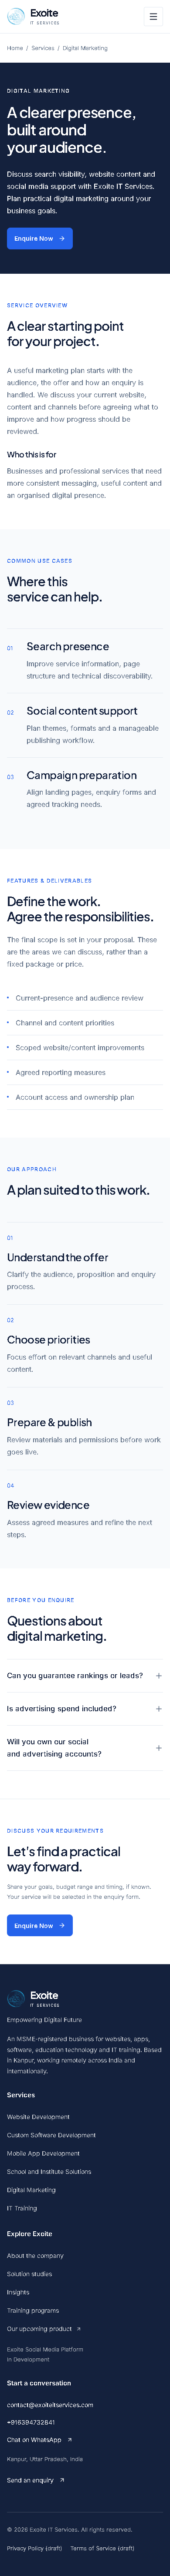 Exoite
IT SERVICES
Home / Services / Digital Marketing
DIGITAL MARKETING
A clearer presence,
built around
your audience.
Discuss search visibility, website content and
social media support with Exoite IT Services.
Plan practical digital marketing around your
business goals.
Enquire Now →
SERVICE OVERVIEW
A clear starting point
for your project.
A useful marketing plan starts with the
audience, the offer and how an enquiry is
handled. We discuss your current website,
content and channels before agreeing what to
improve and how progress should be
reviewed.
Who this is for
Businesses and professional services that need
more consistent messaging, useful content and
an organised digital presence.
COMMON USE CASES
Where this
service can help.
01
Search presence
Improve service information, page
structure and technical discoverability.
02
Social content support
Plan themes, formats and a manageable
publishing workflow.
03
Campaign preparation
Align landing pages, enquiry forms and
agreed tracking needs.
FEATURES & DELIVERABLES
Define the work.
Agree the responsibilities.
The final scope is set in your proposal. These
are the areas we can discuss, rather than a
fixed package or price.
• Current-presence and audience review
• Channel and content priorities
• Scoped website/content improvements
• Agreed reporting measures
• Account access and ownership plan
OUR APPROACH
A plan suited to this work.
01
Understand the offer
Clarify the audience, proposition and enquiry
process.
02
Choose priorities
Focus effort on relevant channels and useful
content.
03
Prepare & publish
Review materials and permissions before work
goes live.
04
Review evidence
Assess agreed measures and refine the next
steps.
BEFORE YOU ENQUIRE
Questions about
digital marketing.
Can you guarantee rankings or leads? +
Is advertising spend included? +
Will you own our social
and advertising accounts? +
DISCUSS YOUR REQUIREMENTS
Let's find a practical
way forward.
Share your goals, budget range and timing, if known.
Your service will be selected in the enquiry form.
Enquire Now →
Exoite
IT SERVICES
Empowering Digital Future
An MSME-registered business for websites, apps,
software, education technology and IT training. Based
in Kanpur, working remotely across India and
internationally.
Services
Website Development
Custom Software Development
Mobile App Development
School and Institute Solutions
Digital Marketing
IT Training
Explore Exoite
About the company
Solution studies
Insights
Training programs
Our upcoming product ↗
Exoite Social Media Platform
In Development
Start a conversation
contact@exoiteitservices.com
+916394732841
Chat on WhatsApp ↗
Kanpur, Uttar Pradesh, India
Send an enquiry ↗
© 2026 Exoite IT Services. All rights reserved.
Privacy Policy (draft) Terms of Service (draft)